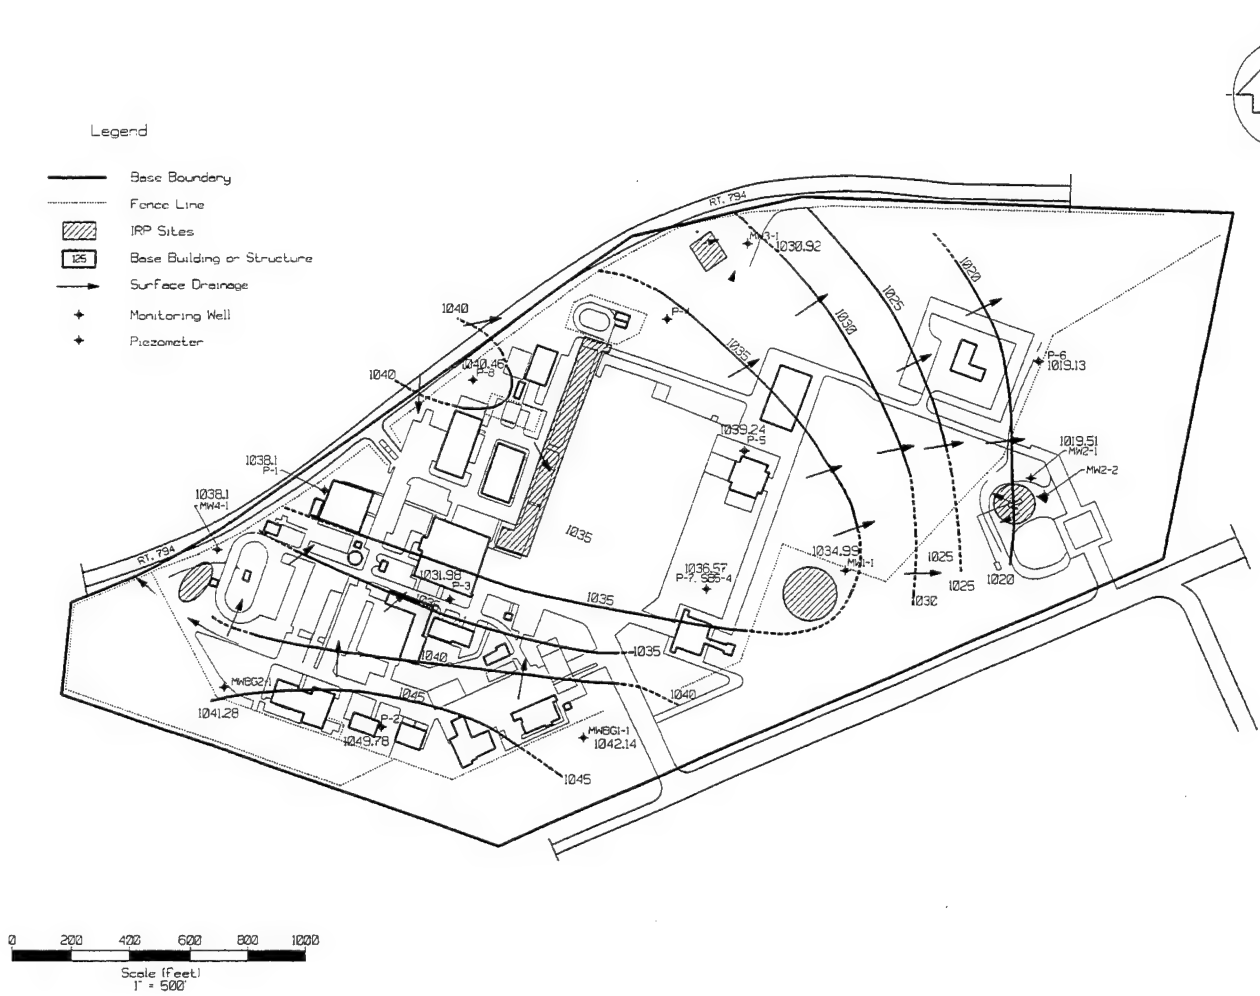 Legend
Base Boundary
Fence Line
IRP Sites
125 Base Building or Structure
Surface Drainage
Monitoring Well
Piezometer
RT. 794
MW3-1
1030.92
1040
1020
1025
1030
1035
1040
1040.46
P-8
P-6
1019.13
1039.24
P-5
1019.51
MW2-1
MW2-2
1038.1
P-1
1038.1
MW4-1
RT. 794
1035
1034.99
MW1-1
1036.57
P-7, SB5-4
1031.98
P-3
1035
1025
1025
1020
1030
1035
1040
1040
1045
MWBG2-1
1041.28
P-2
1049.78
MWBG1-1
1042.14
1045
0 200 400 600 800 1000
Scale (feet)
1" = 500'